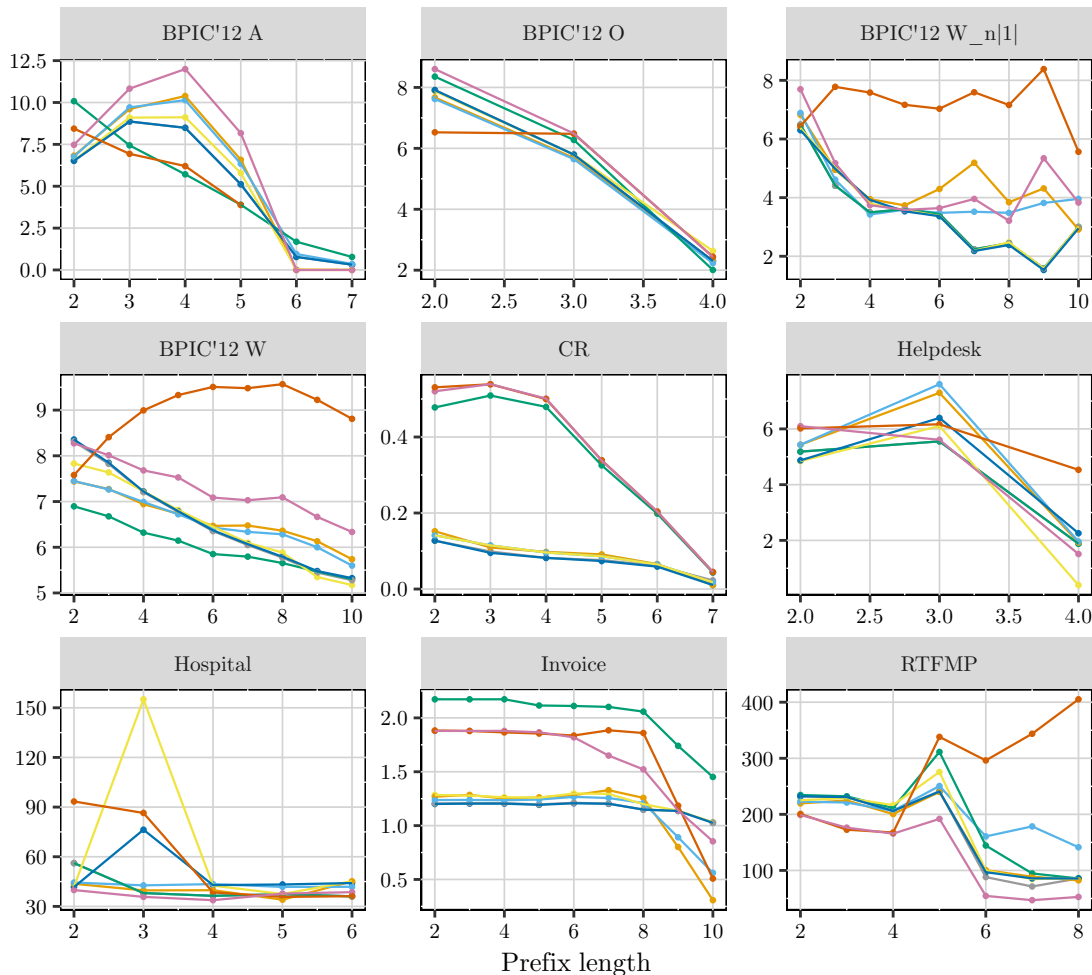 BPIC'12 A
BPIC'12 O
BPIC'12 W_n|1|
12.5
10.0
7.5
5.0
2.5
0.0
2 3 4 5 6 7
8
6
4
2
2.0 2.5 3.0 3.5 4.0
8
6
4
2
2 4 6 8 10
BPIC'12 W
CR
Helpdesk
9
8
7
6
5
2 4 6 8 10
0.4
0.2
0.0
2 3 4 5 6 7
6
4
2
2.0 2.5 3.0 3.5 4.0
Hospital
Invoice
RTFMP
150
120
90
60
30
2 3 4 5 6
2.0
1.5
1.0
0.5
2 4 6 8 10
400
300
200
100
2 4 6 8
Prefix length